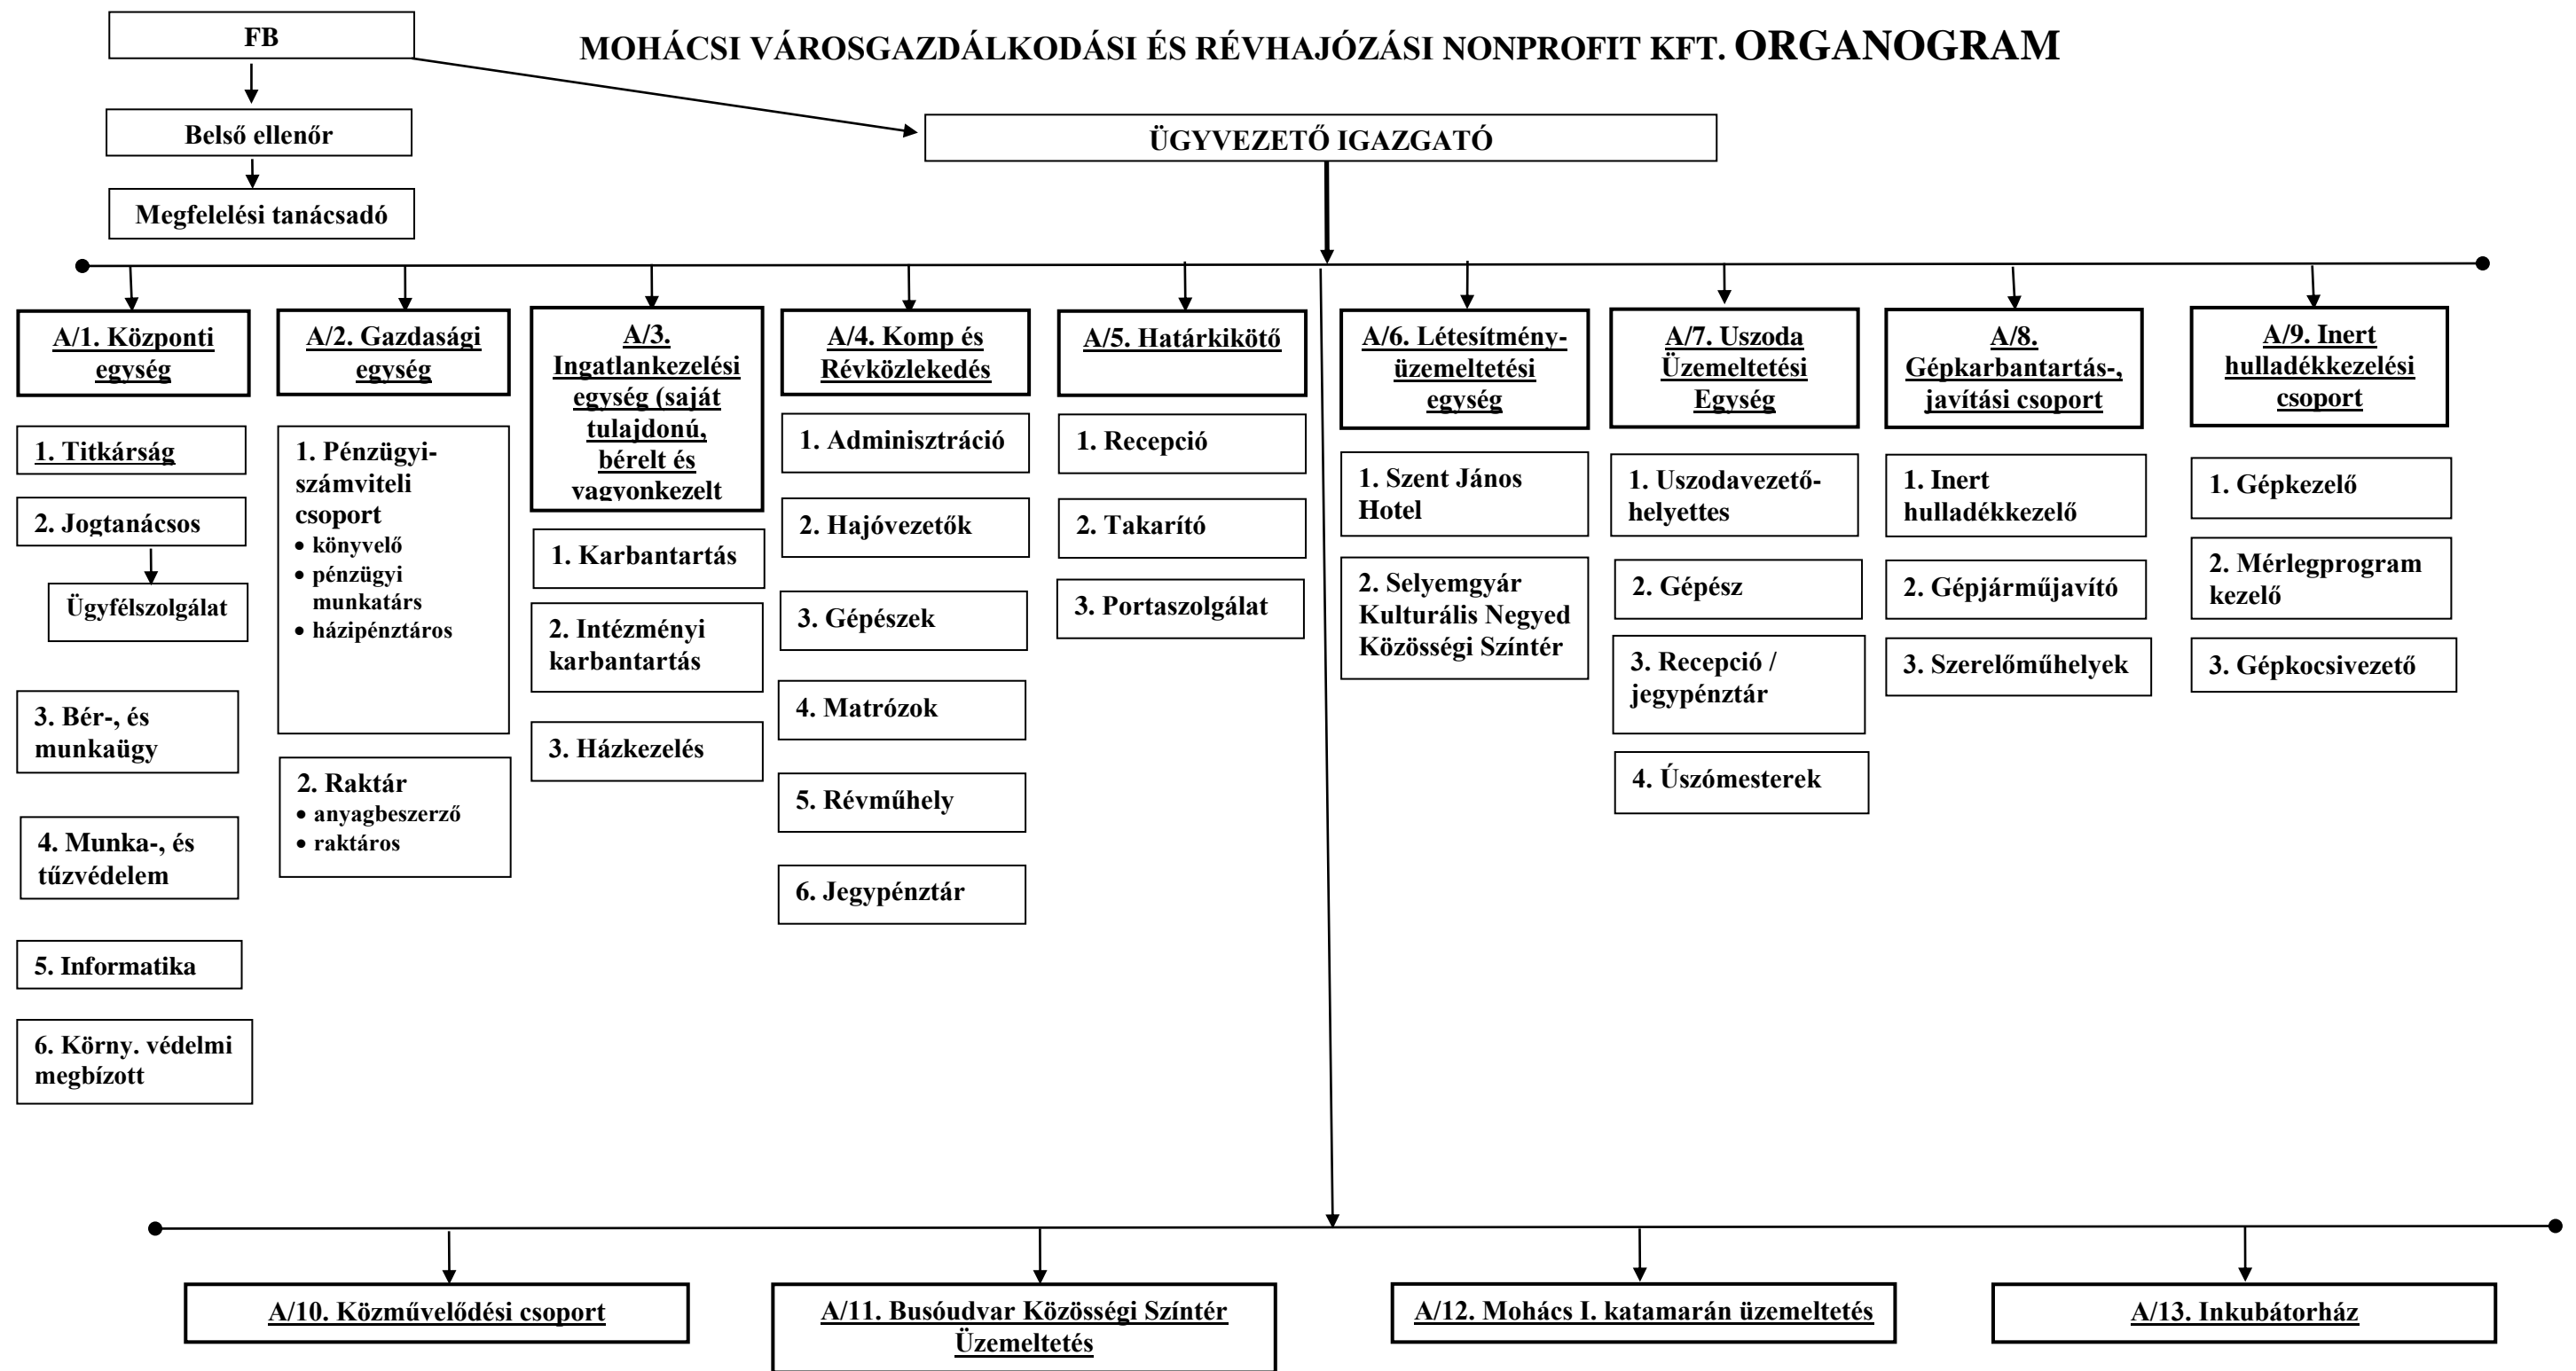 FB
MOHÁCSI VÁROSGAZDÁLKODÁSI ÉS RÉVHAJÓZÁSI NONPROFIT KFT. ORGANOGRAM
Belső ellenőr
ÜGYVEZETŐ IGAZGATÓ
Megfelelési tanácsadó
A/1. Központi
egység
1. Titkárság
2. Jogtanácsos
Ügyfélszolgálat
3. Bér-, és
munkaügy
4. Munka-, és
tűzvédelem
5. Informatika
6. Körny. védelmi
megbízott
A/2. Gazdasági
egység
1. Pénzügyi-
számviteli
csoport
• könyvelő
• pénzügyi
munkatárs
• házipénztáros
2. Raktár
• anyagbeszerző
• raktáros
A/3.
Ingatlankezelési
egység (saját
tulajdonú,
bérelt és
vagyonkezelt
1. Karbantartás
2. Intézményi
karbantartás
3. Házkezelés
A/4. Komp és
Révközlekedés
1. Adminisztráció
2. Hajóvezetők
3. Gépészek
4. Matrózok
5. Révműhely
6. Jegypénztár
A/5. Határkikötő
1. Recepció
2. Takarító
3. Portaszolgálat
A/6. Létesítmény-
üzemeltetési
egység
1. Szent János
Hotel
2. Selyemgyár
Kulturális Negyed
Közösségi Színtér
A/7. Uszoda
Üzemeltetési
Egység
1. Uszodavezető-
helyettes
2. Gépész
3. Recepció /
jegypénztár
4. Úszómesterek
A/8.
Gépkarbantartás-,
javítási csoport
1. Inert
hulladékkezelő
2. Gépjárműjavító
3. Szerelőműhelyek
A/9. Inert
hulladékkezelési
csoport
1. Gépkezelő
2. Mérlegprogram
kezelő
3. Gépkocsivezető
A/10. Közművelődési csoport
A/11. Busóudvar Közösségi Színtér
Üzemeltetés
A/12. Mohács I. katamarán üzemeltetés
A/13. Inkubátorház